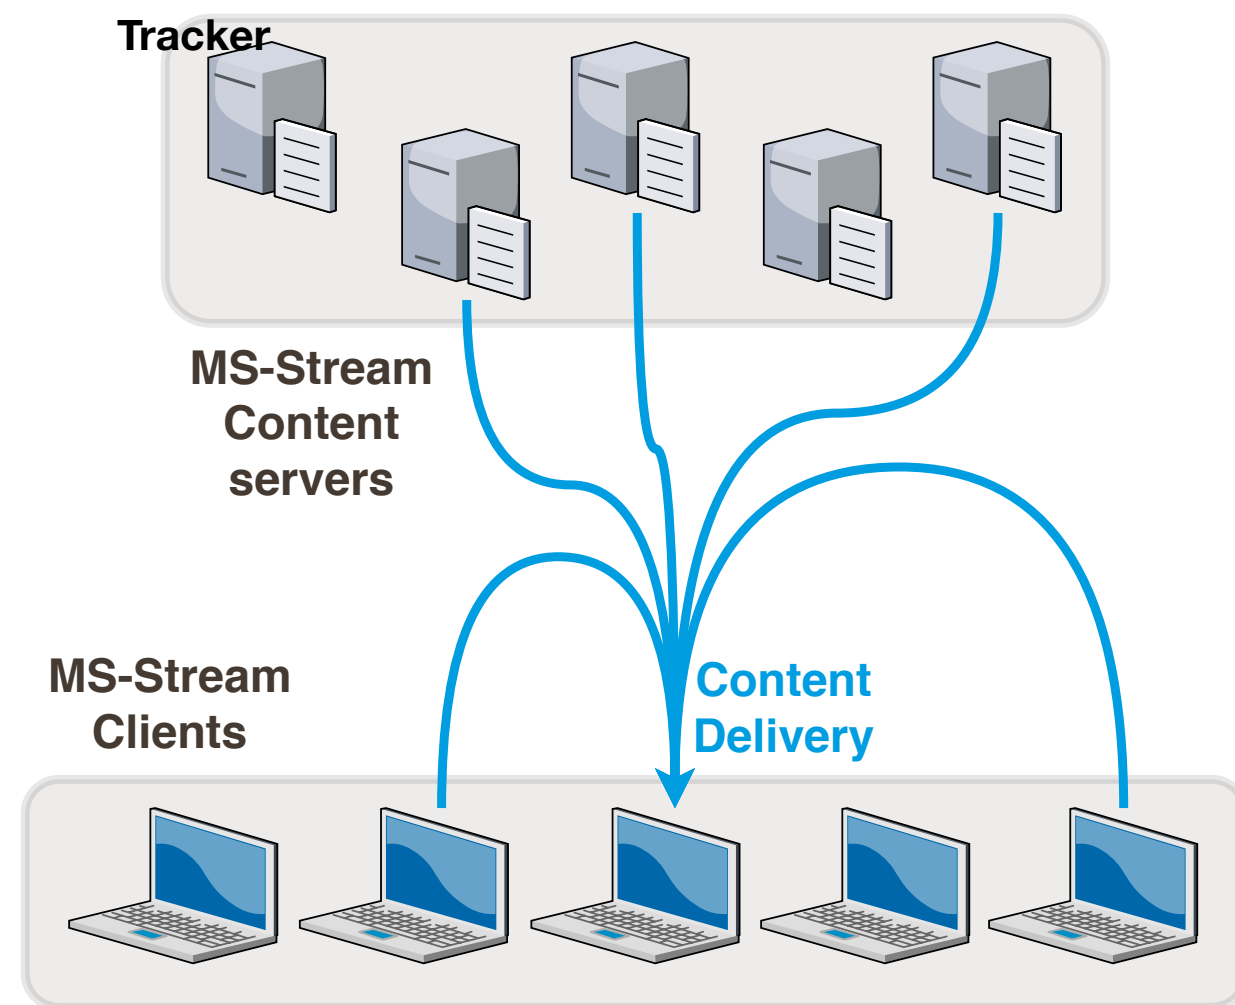 Tracker
MS-Stream
Content
servers
MS-Stream
Clients
Content
Delivery